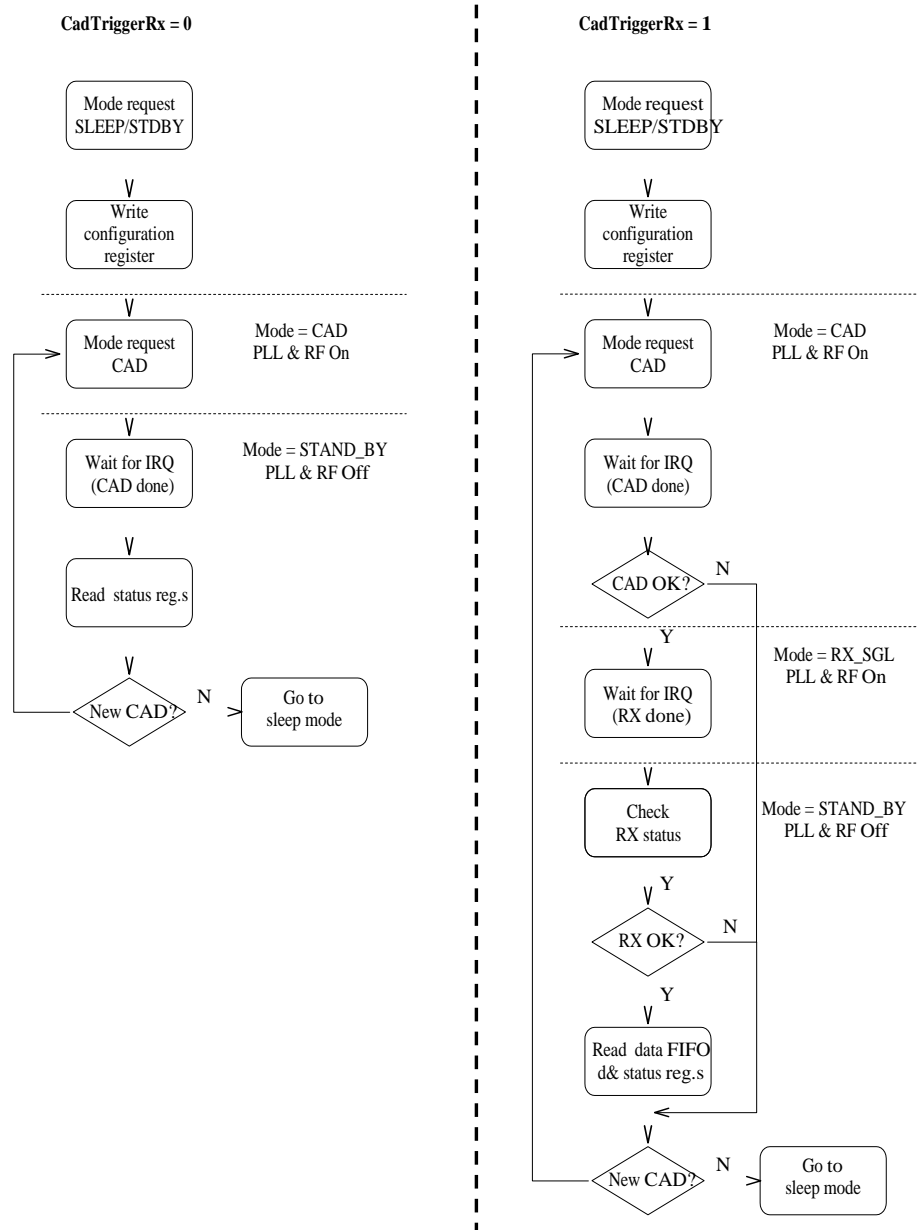 CadTriggerRx = 0
Mode request
SLEEP/STDBY
Write
configuration
register
Mode request
CAD
Mode = CAD
PLL & RF On
Wait for IRQ
(CAD done)
Mode = STAND_BY
PLL & RF Off
Read status reg.s
New CAD?
N
Go to
sleep mode
CadTriggerRx = 1
Mode request
SLEEP/STDBY
Write
configuration
register
Mode request
CAD
Mode = CAD
PLL & RF On
Wait for IRQ
(CAD done)
CAD OK?
N
Y
Mode = RX_SGL
PLL & RF On
Wait for IRQ
(RX done)
Check
RX status
Mode = STAND_BY
PLL & RF Off
Y
RX OK?
N
Y
Read data FIFO
d& status reg.s
New CAD?
N
Go to
sleep mode